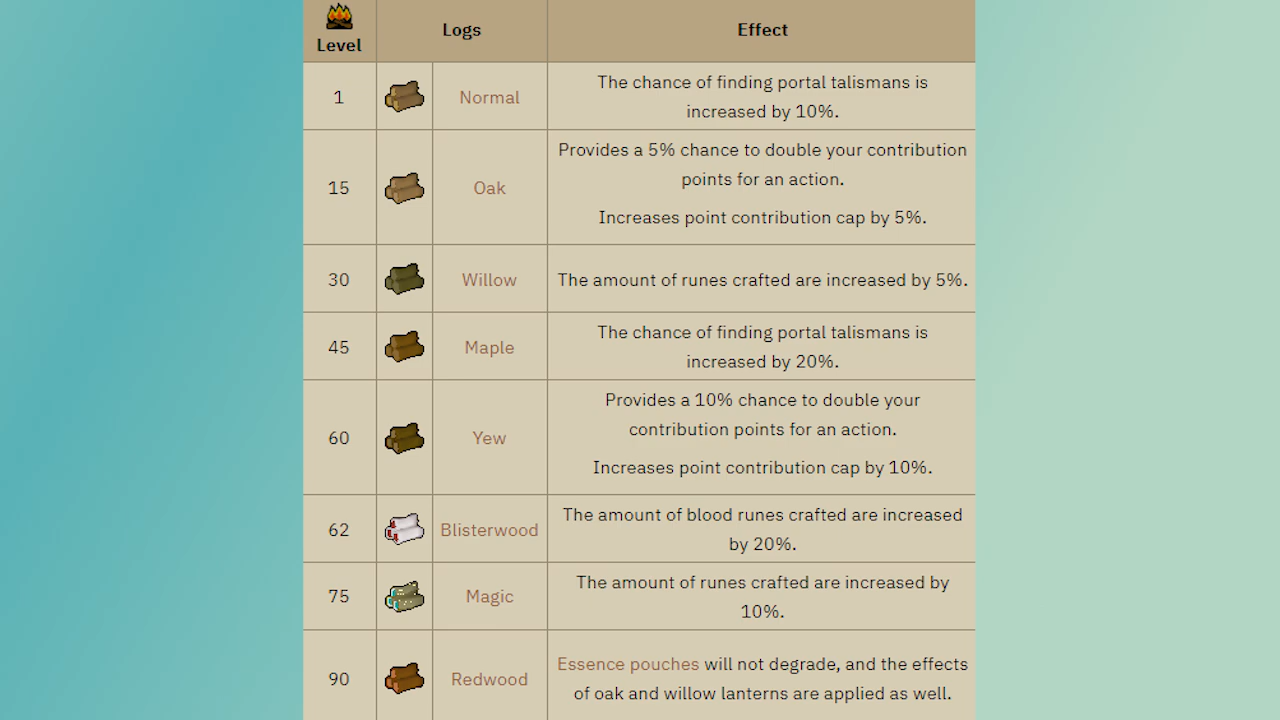 Level Logs Effect
1 Normal The chance of finding portal talismans is
increased by 10%.
15 Oak Provides a 5% chance to double your contribution
points for an action.
Increases point contribution cap by 5%.
30 Willow The amount of runes crafted are increased by 5%.
45 Maple The chance of finding portal talismans is
increased by 20%.
60 Yew Provides a 10% chance to double your
contribution points for an action.
Increases point contribution cap by 10%.
62 Blisterwood The amount of blood runes crafted are increased
by 20%.
75 Magic The amount of runes crafted are increased by
10%.
90 Redwood Essence pouches will not degrade, and the effects
of oak and willow lanterns are applied as well.